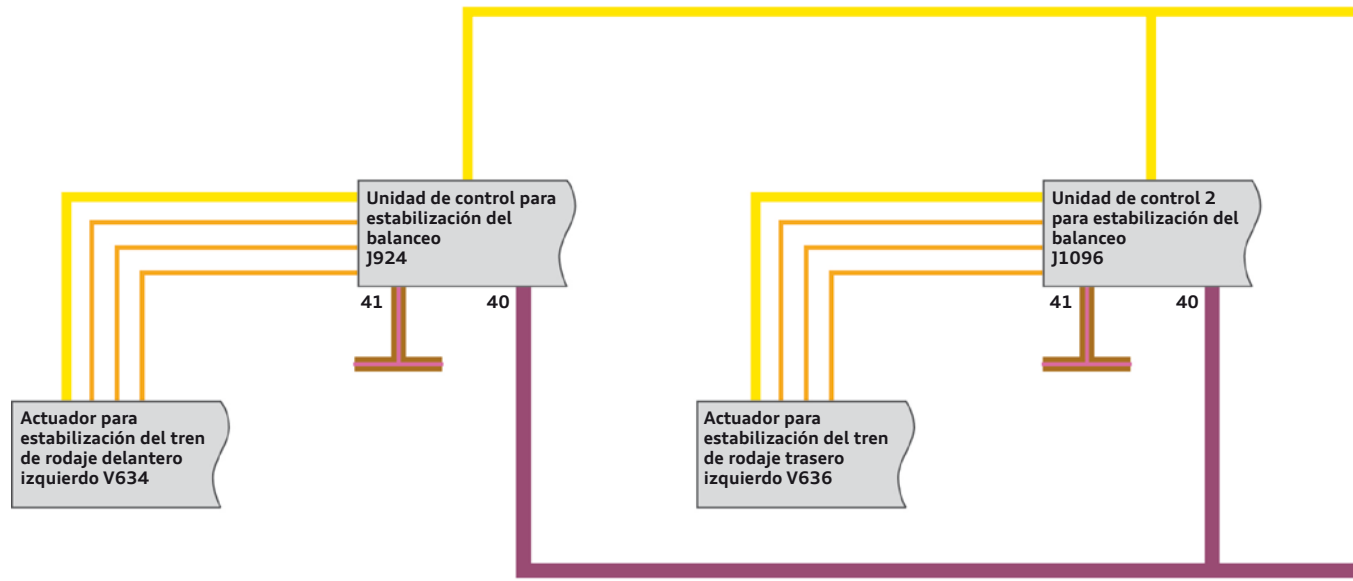 Unidad de control para
estabilización del
balanceo
J924
41
40
Unidad de control 2
para estabilización del
balanceo
J1096
41
40
Actuador para
estabilización del tren
de rodaje delantero
izquierdo V634
Actuador para
estabilización del tren
de rodaje trasero
izquierdo V636